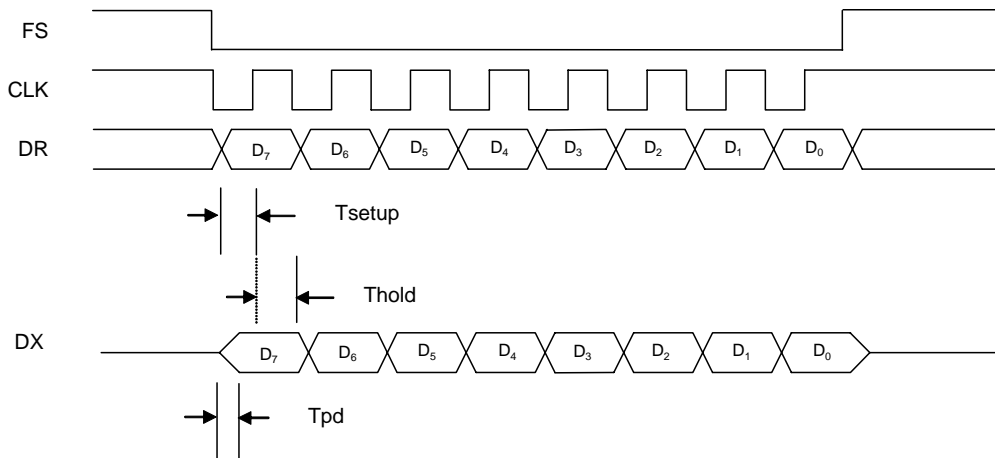 FS
CLK
DR
D₇ D₆ D₅ D₄ D₃ D₂ D₁ D₀
Tsetup
Thold
DX
D₇ D₆ D₅ D₄ D₃ D₂ D₁ D₀
Tpd